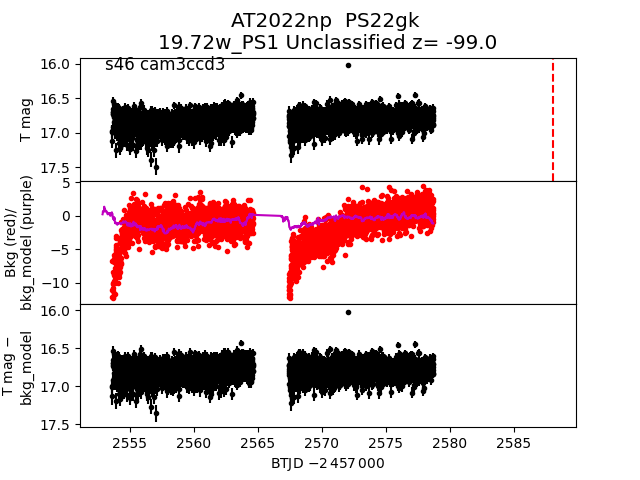 AT2022np  PS22gk
19.72w_PS1 Unclassified z= -99.0
s46 cam3ccd3
16.0
16.5
17.0
17.5
T mag
5
0
−5
−10
Bkg (red)/
bkg_model (purple)
16.0
16.5
17.0
17.5
T mag −
bkg_model
2555
2560
2565
2570
2575
2580
2585
BTJD −2 457 000